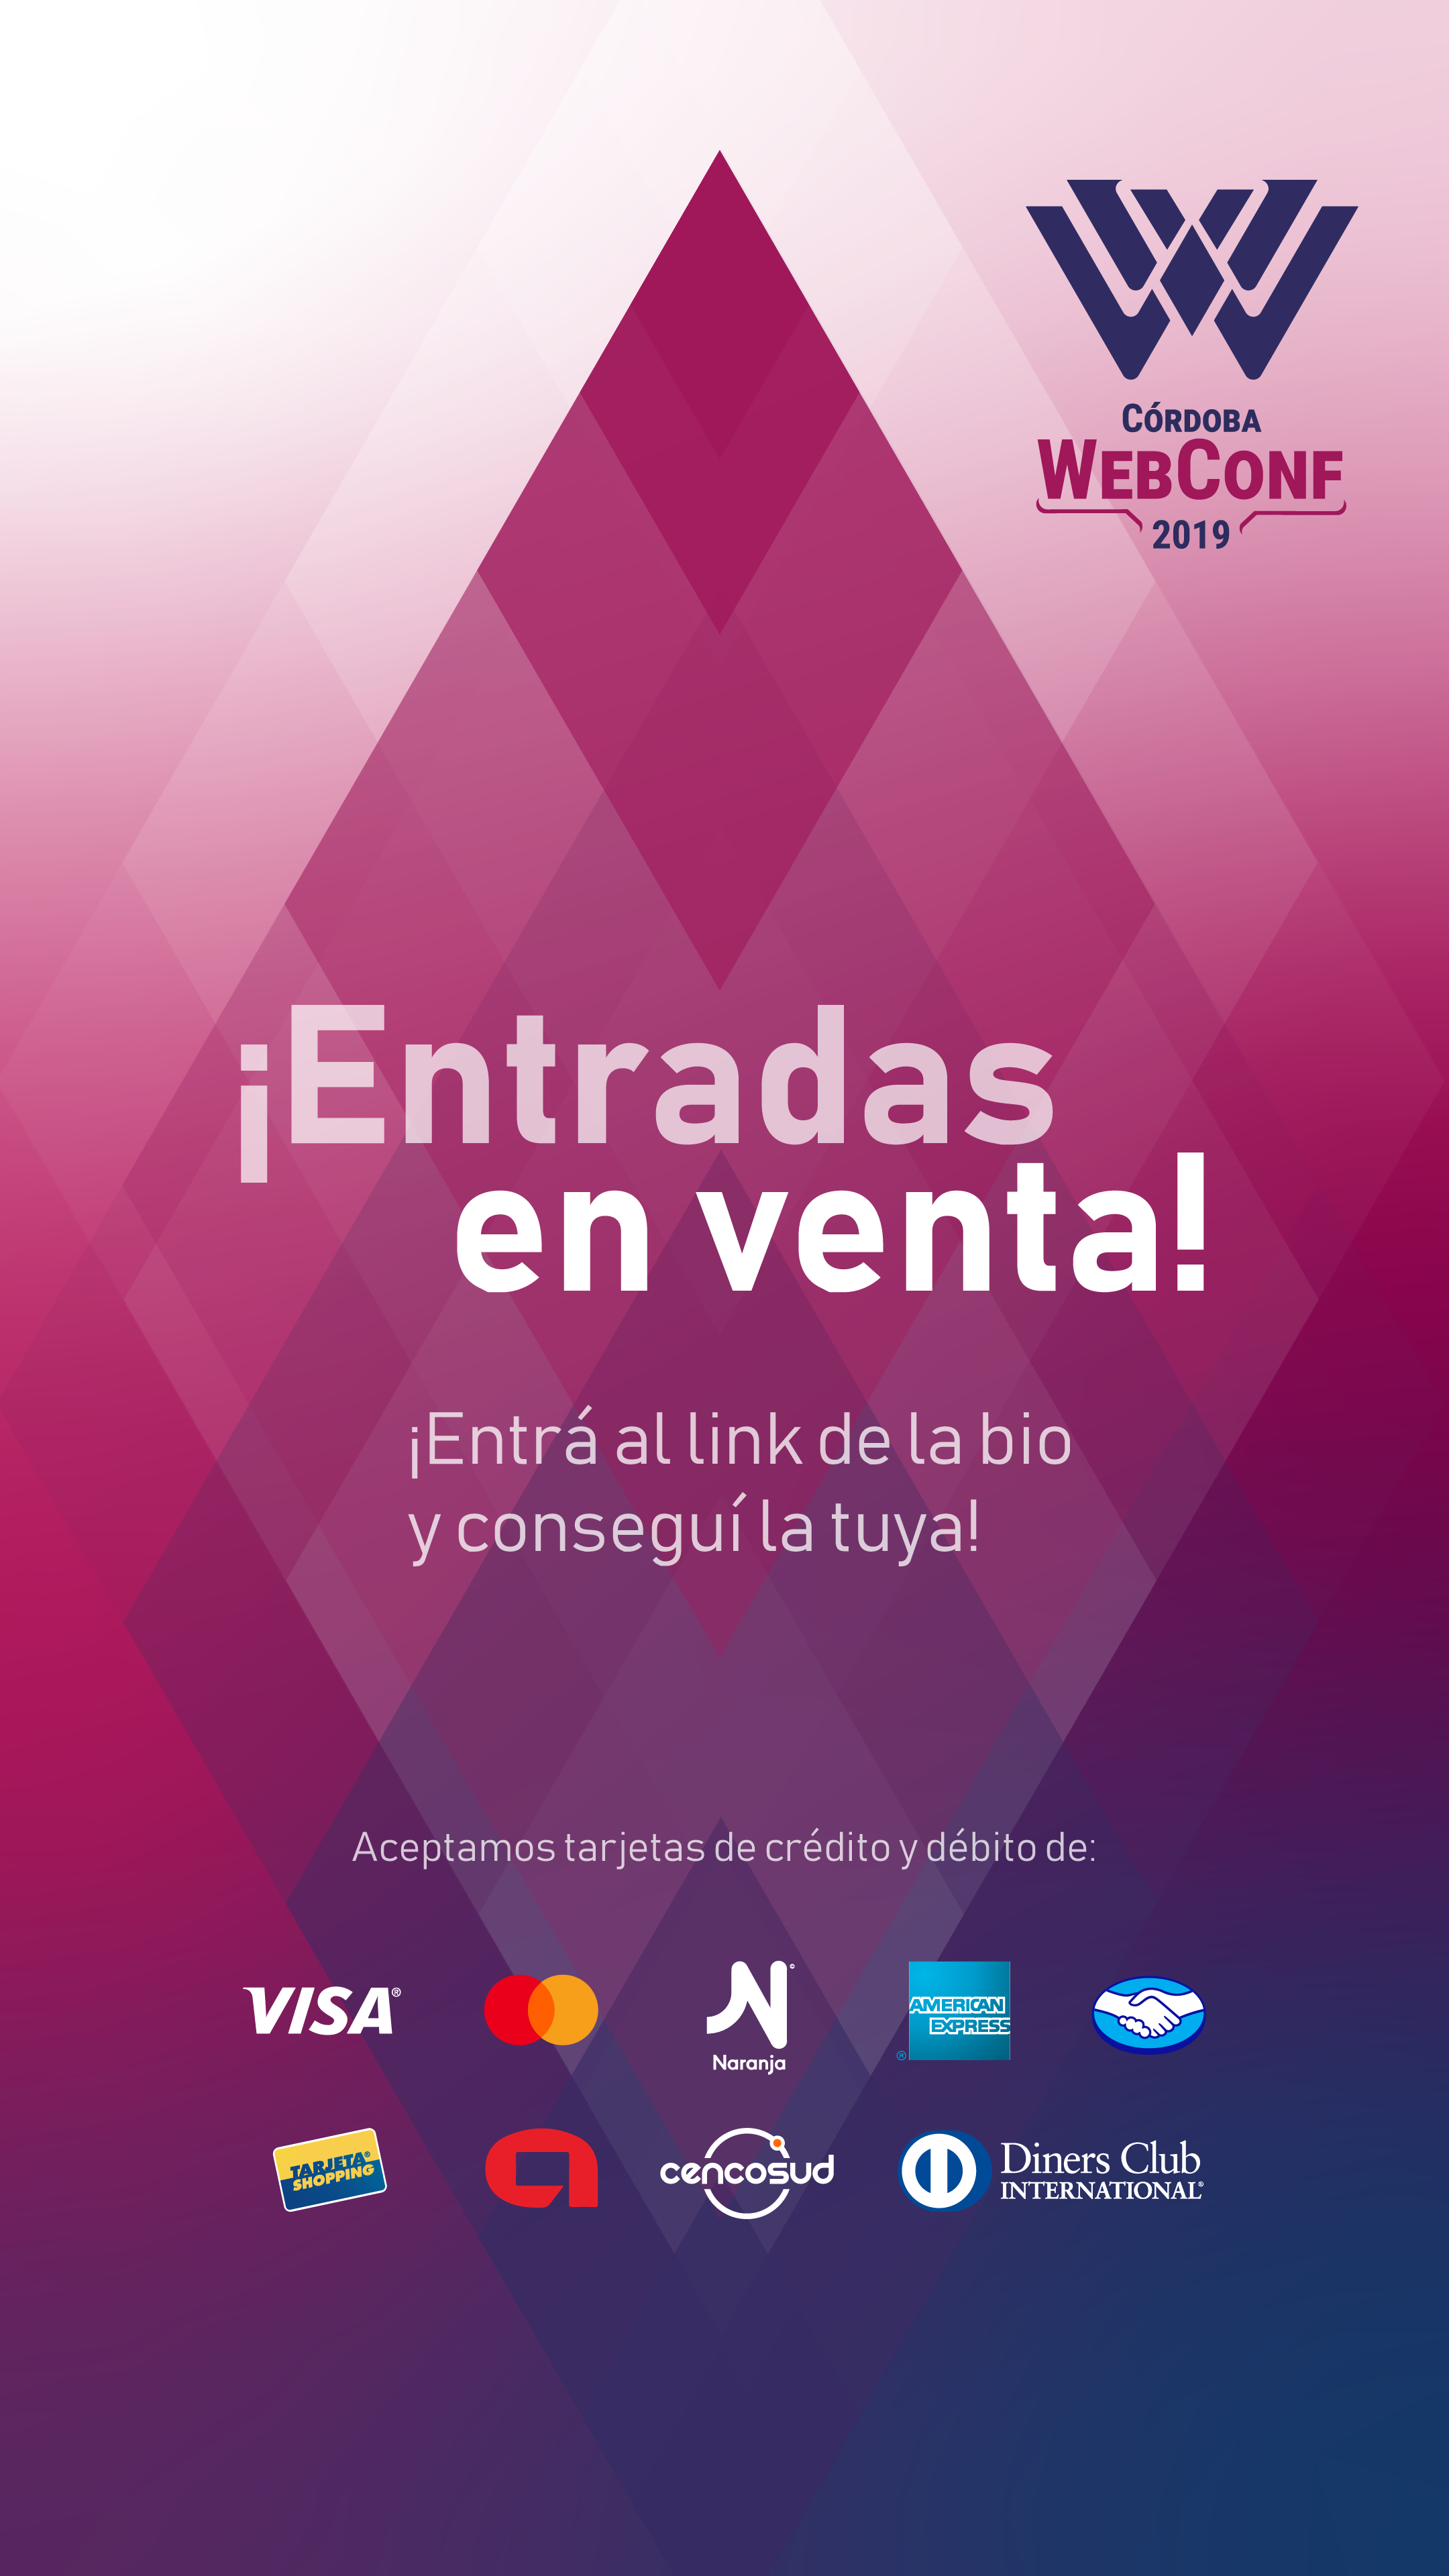 CÓRDOBA
WEBCONF
2019
¡Entradas
en venta!
¡Entrá al link de la bio
y conseguí la tuya!
Aceptamos tarjetas de crédito y débito de:
VISA®
Naranja
AMERICAN
EXPRESS
®
TARJETA®
SHOPPING
cencosud
Diners Club
INTERNATIONAL®